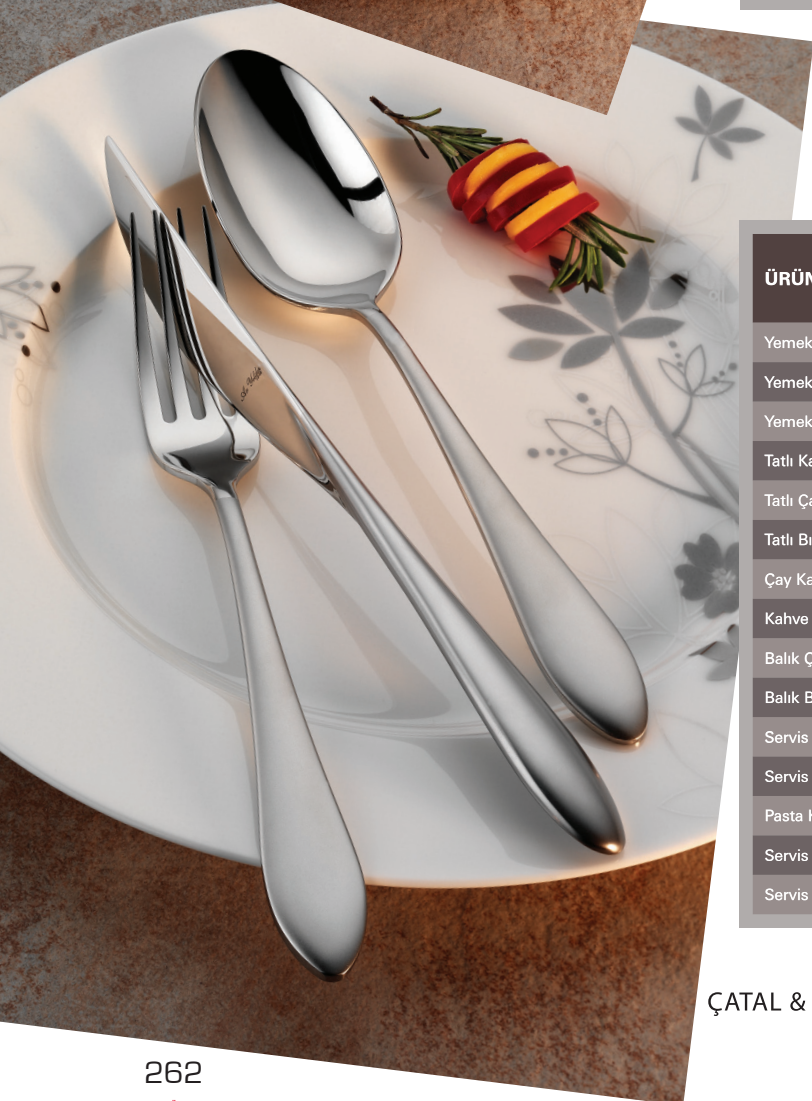 ÜRÜN
Yemek
Yemek
Yemek
Tatlı Ka
Tatlı Ça
Tatlı Bı
Çay Ka
Kahve
Balık Ç
Balık B
Servis
Servis
Pasta K
Servis
Servis
ÇATAL &
262